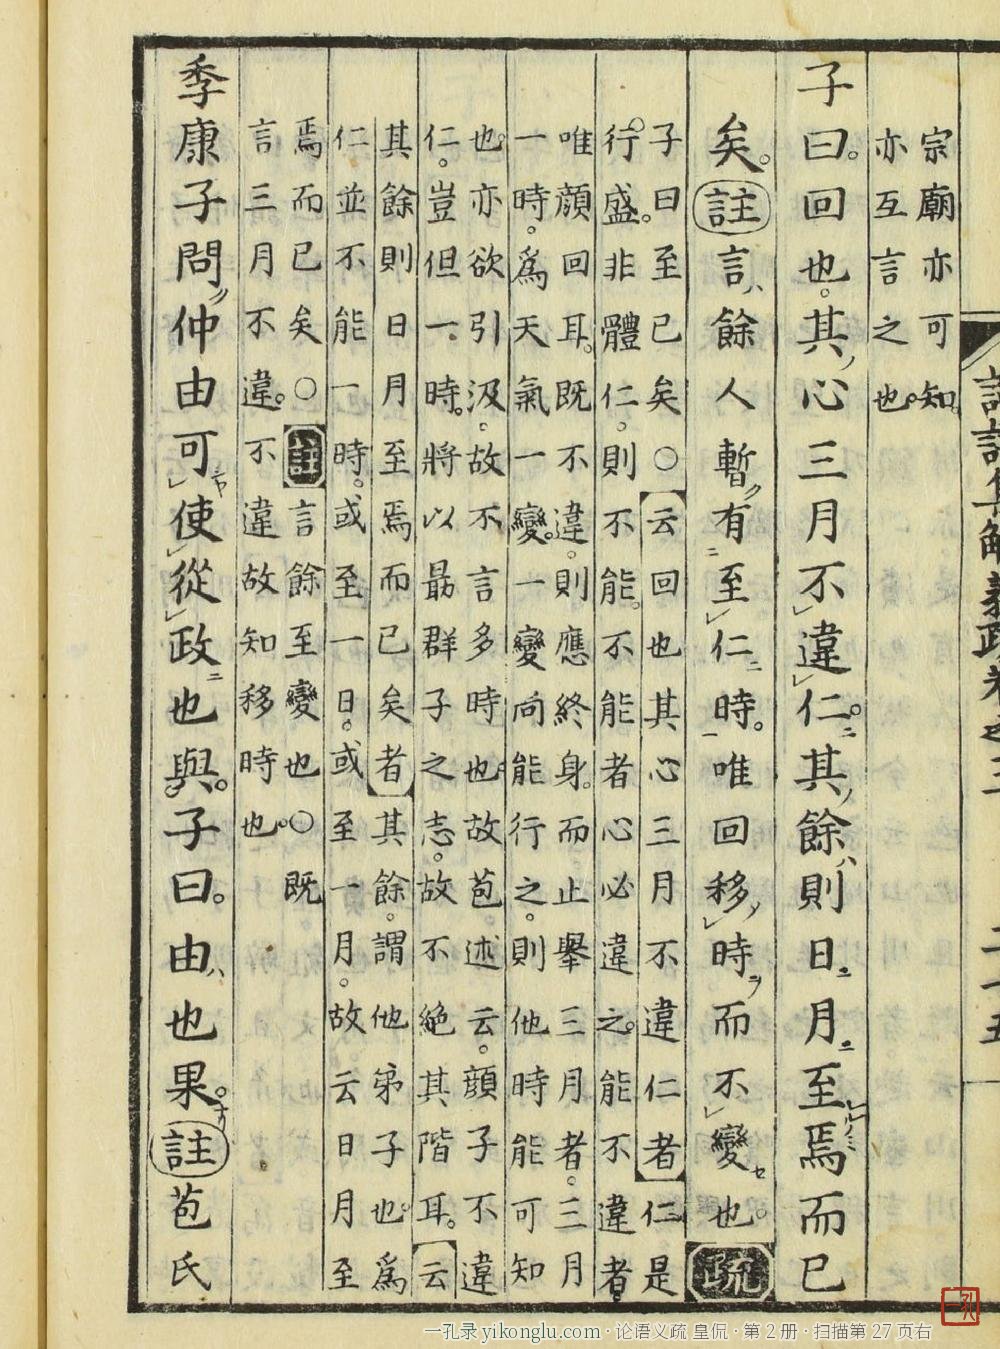 論語集解義疏卷之三 二十五
宗廟亦可知。
亦互言之也。
子曰。回也。其心三月不違仁。其餘則日月至焉而已
矣。註言餘人暫有至仁時。唯回移時而不變也。疏
子曰至已矣○【云回也其心三月不違仁者】仁是
行盛。非體仁。則不能。不能者心必違之。能不違者
唯顔回耳。既不違。則應終身。而止舉三月者。三月
一時。爲天氣一變。一變尚能行之。則他時能可知
也。亦欲引汲。故不言多時也。故苞述云。顔子不違
仁。豈但一時。將以㝡群子之志。故不絶其階耳。【云
其餘則日月至焉而已矣者】其餘。謂他弟子也。爲
仁並不能一時。或至一日。或至一月。故云日月至
焉而已矣○註言餘至變也○既
言三月不違。不違故知移時也。
季康子問仲由可使從政也與。子曰。由也果。註苞氏
一孔
一孔录 yikonglu.com · 论语义疏 皇侃 · 第 2 册 · 扫描第 27 页右